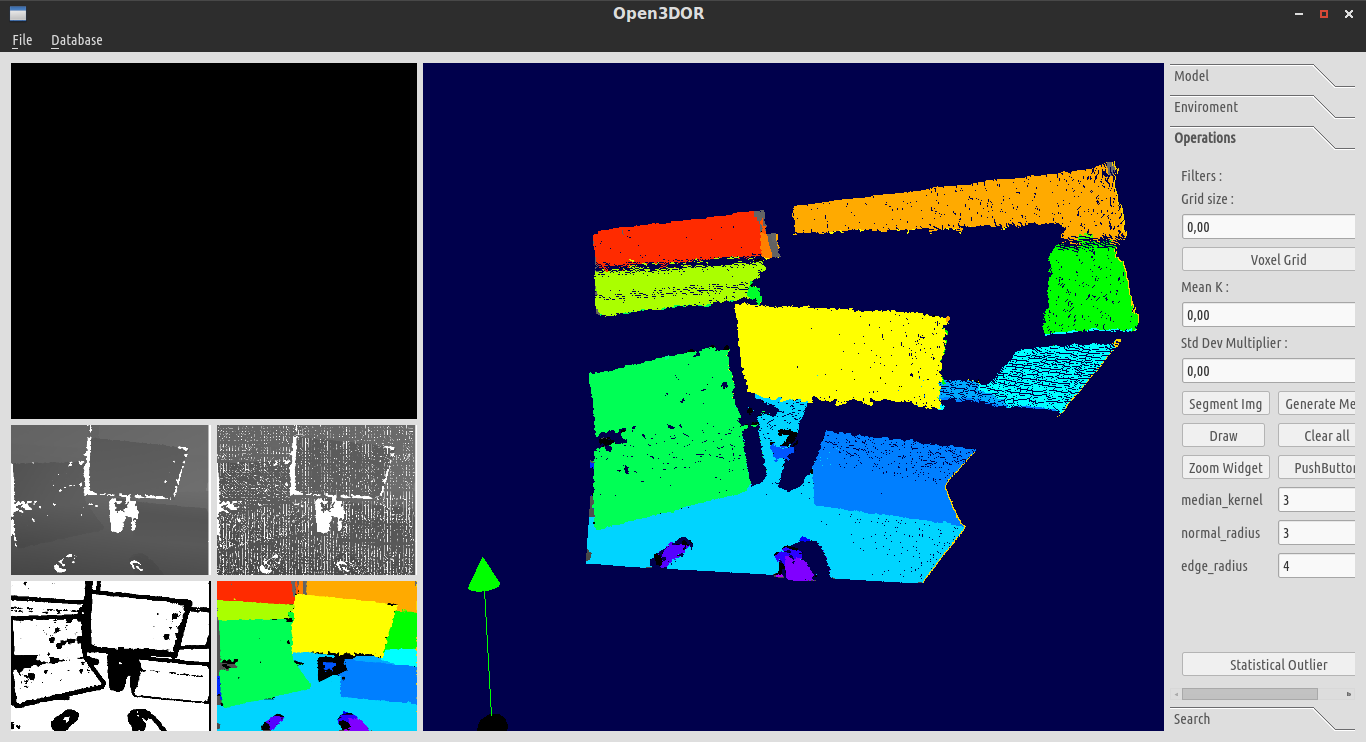 Open3DOR
File Database
Model
Enviroment
Operations
Filters :
Grid size :
0,00
Voxel Grid
Mean K :
0,00
Std Dev Multiplier :
0,00
Segment Img Generate Me
Draw Clear all
Zoom Widget PushButto
median_kernel 3
normal_radius 3
edge_radius 4
Statistical Outlier
Search